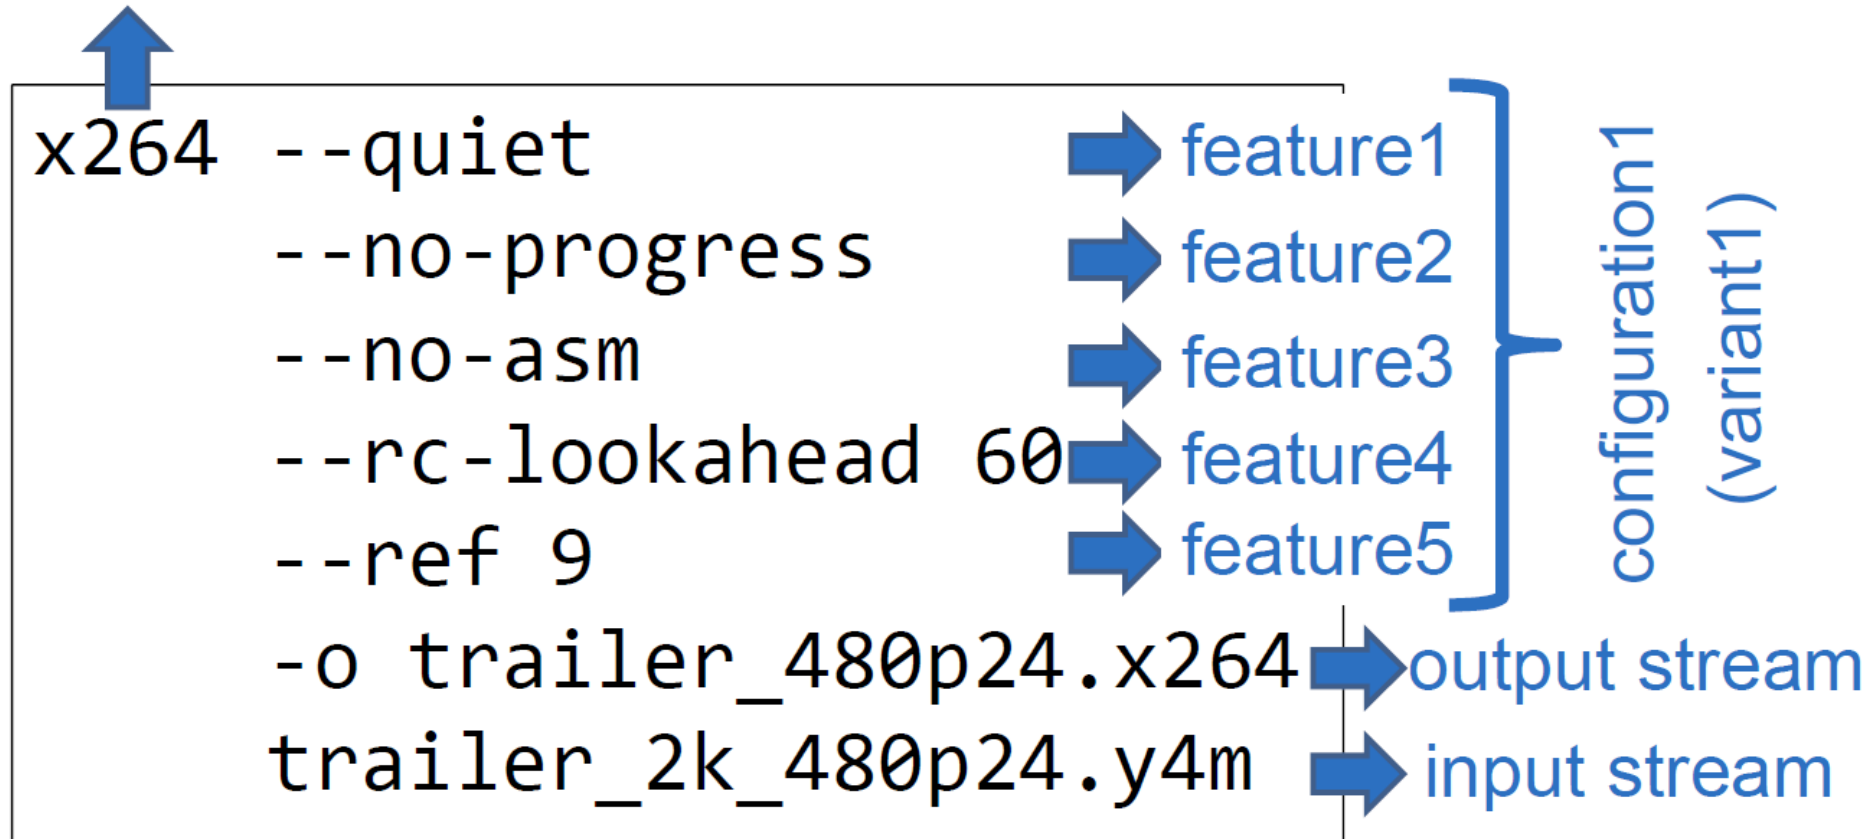 x264 --quiet feature1
--no-progress feature2
--no-asm feature3
--rc-lookahead 60 feature4
--ref 9 feature5
-o trailer_480p24.x264 output stream
trailer_2k_480p24.y4m input stream
configuration1
(variant1)